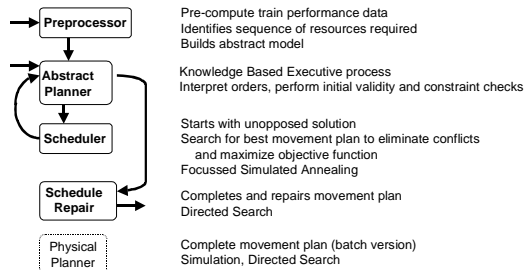 Preprocessor
Pre-compute train performance data
Identifies sequence of resources required
Builds abstract model
Abstract
Planner
Knowledge Based Executive process
Interpret orders, perform initial validity and constraint checks
Scheduler
Starts with unopposed solution
Search for best movement plan to eliminate conflicts
and maximize objective function
Focussed Simulated Annealing
Schedule
Repair
Completes and repairs movement plan
Directed Search
Physical
Planner
Complete movement plan (batch version)
Simulation, Directed Search